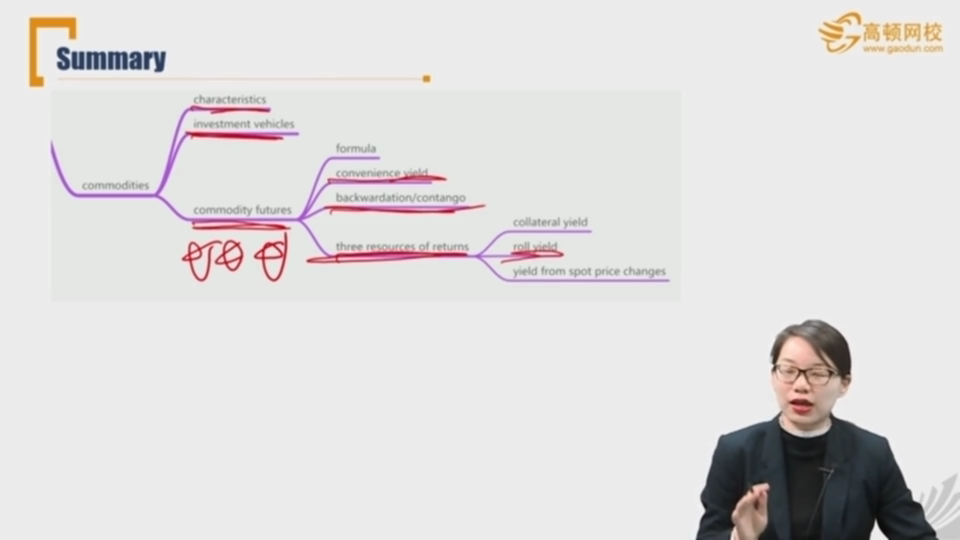 高顿网校
www.gaodun.com
Summary
characteristics
investment vehicles
formula
convenience yield
commodities
backwardation/contango
commodity futures
collateral yield
three resources of returns
roll yield
yield from spot price changes